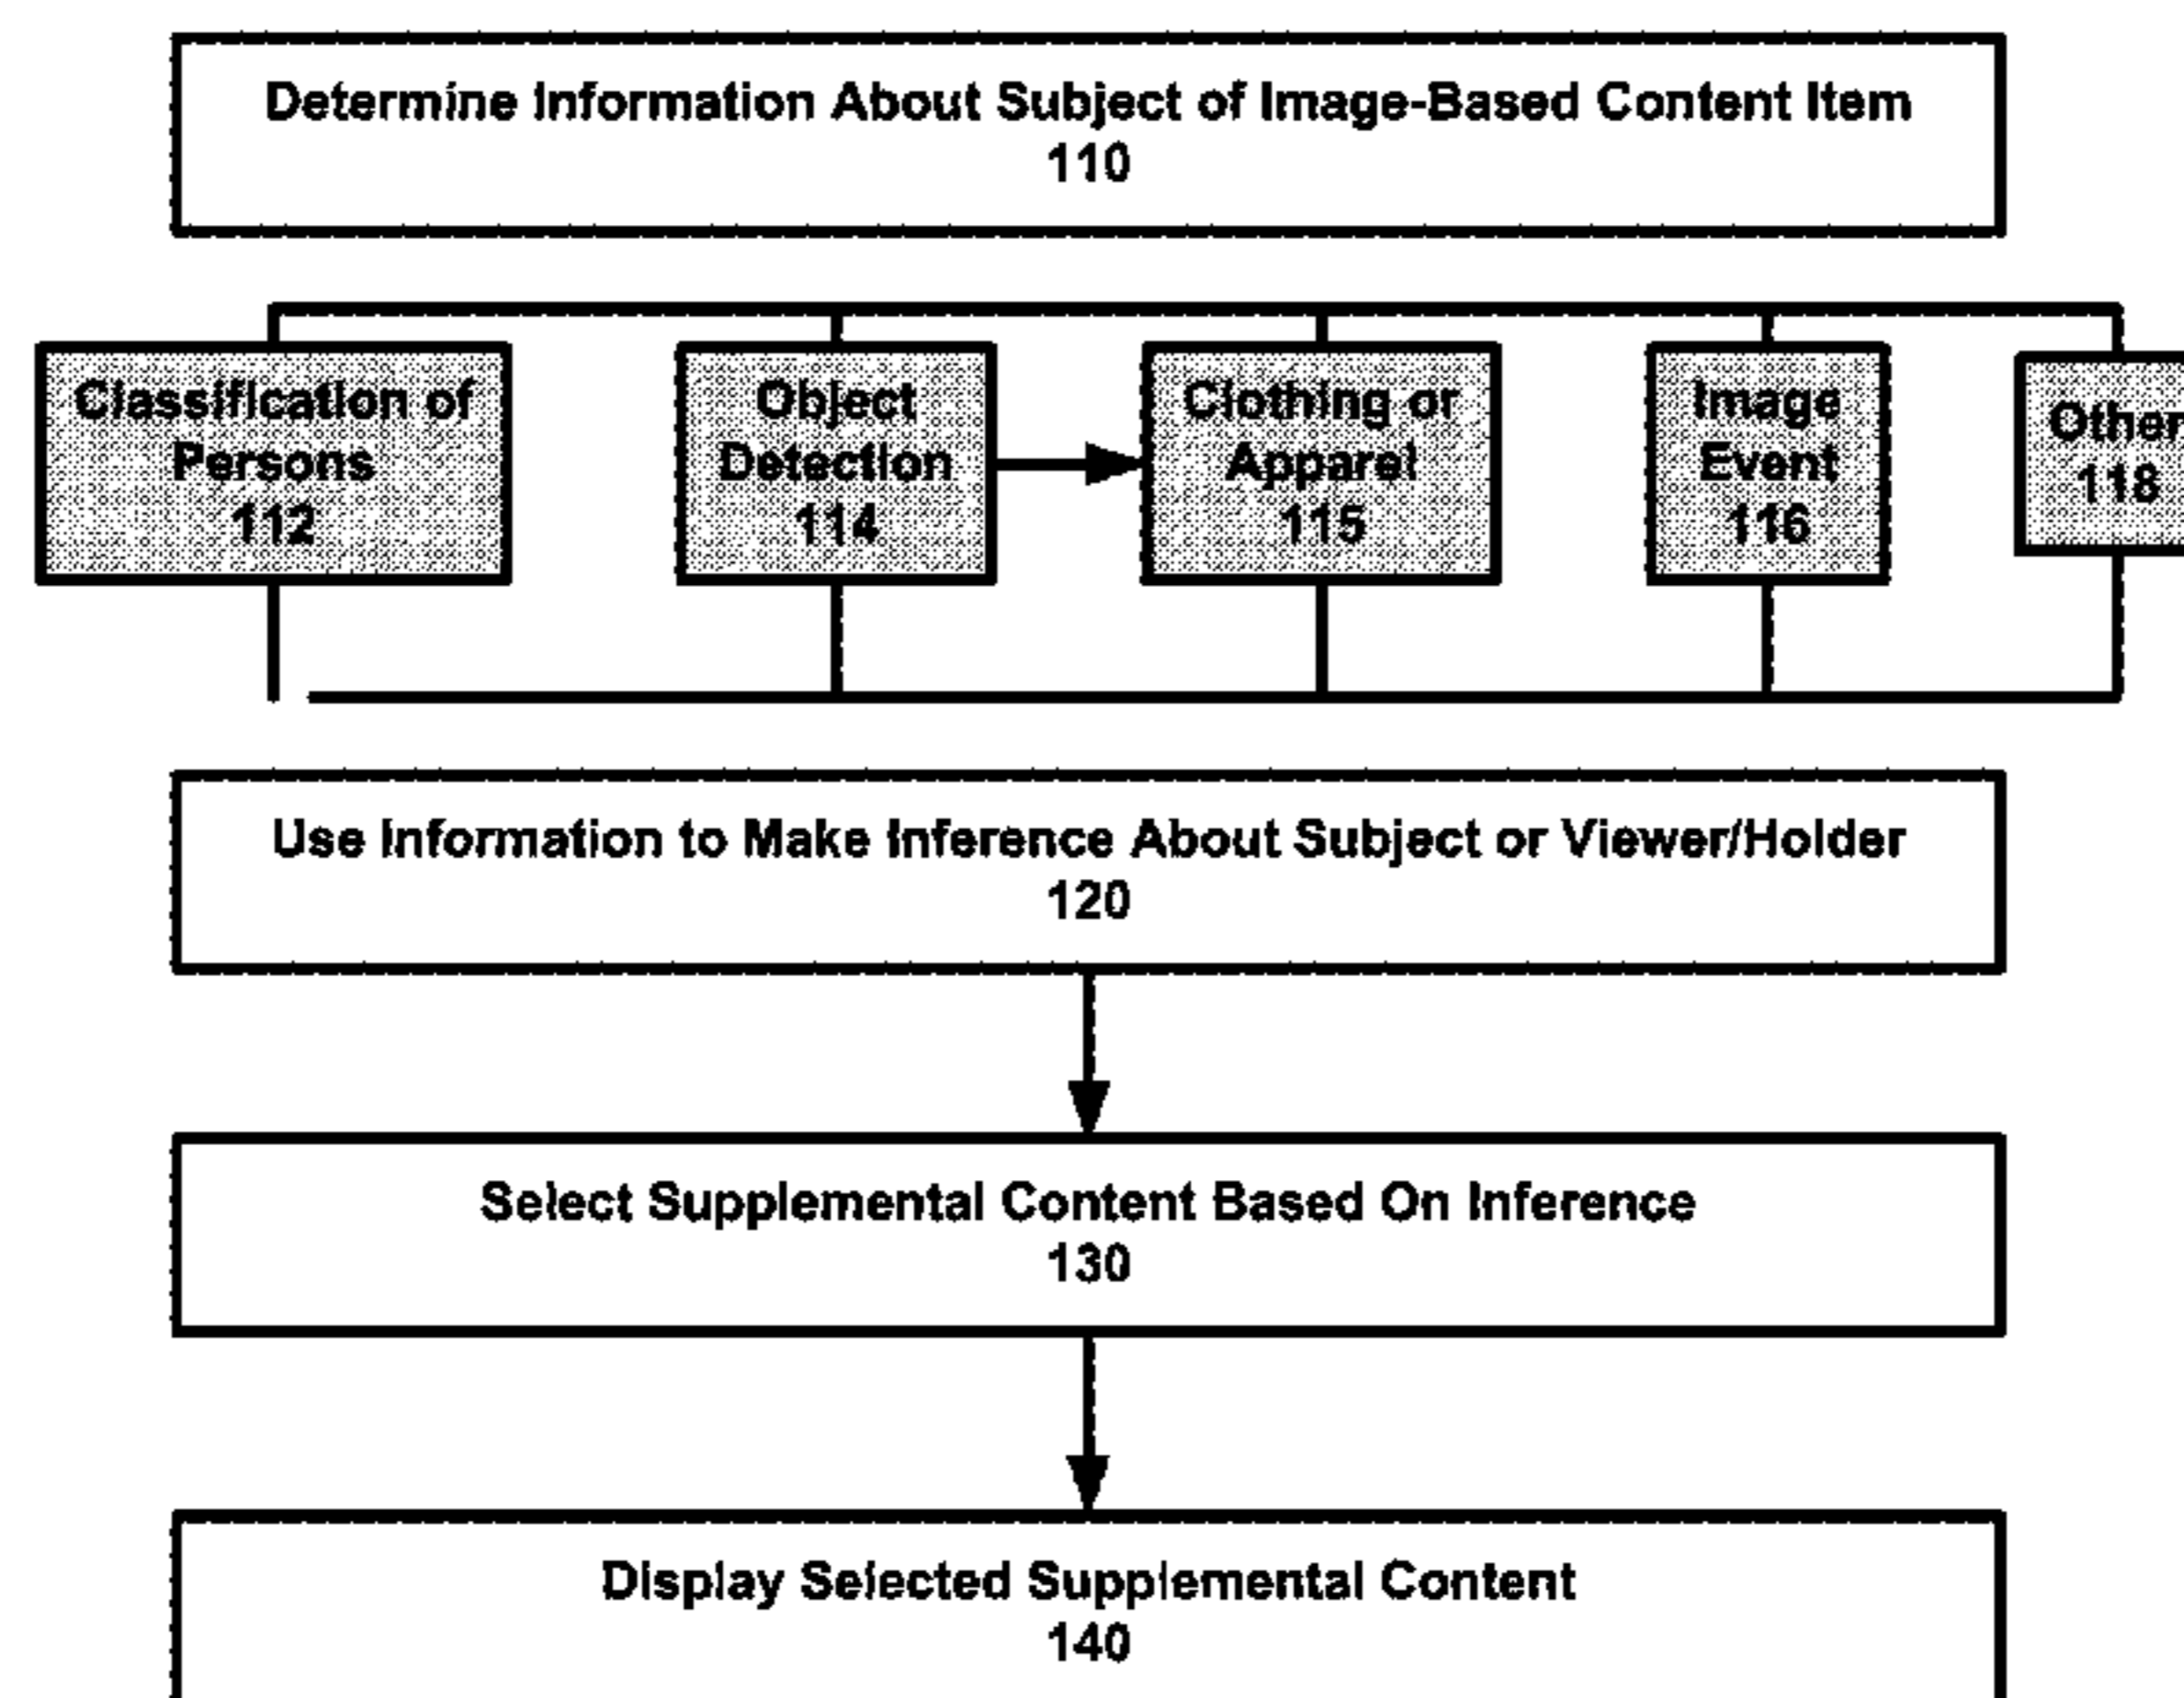 Determine Information About Subject of Image-Based Content Item
110
Classification of
Persons
112
Object
Detection
114
Clothing or
Apparel
115
Image
Event
116
Other
118
Use Information to Make Inference About Subject or Viewer/Holder
120
Select Supplemental Content Based On Inference
130
Display Selected Supplemental Content
140